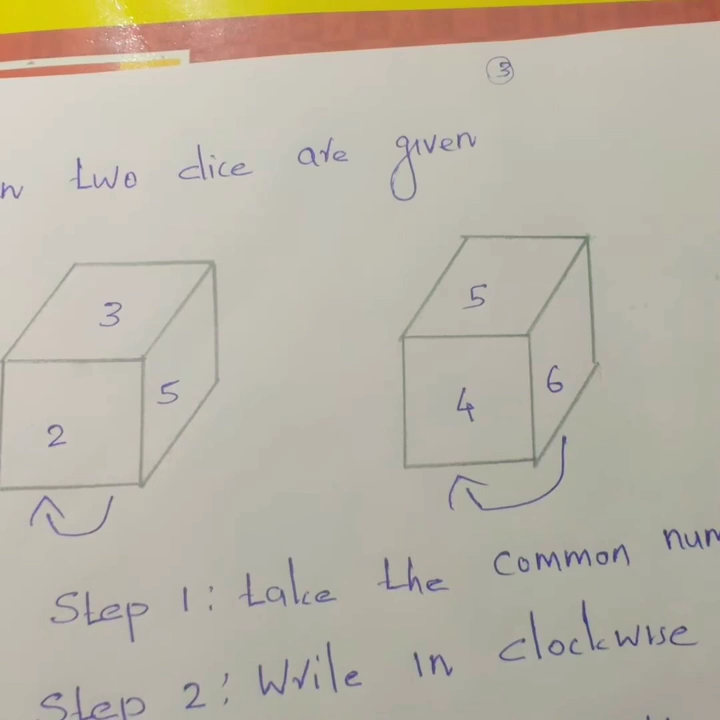 3
two dice are given
3
5
2
5
4
6
Step 1: take the common
Step 2: Write in clockwise